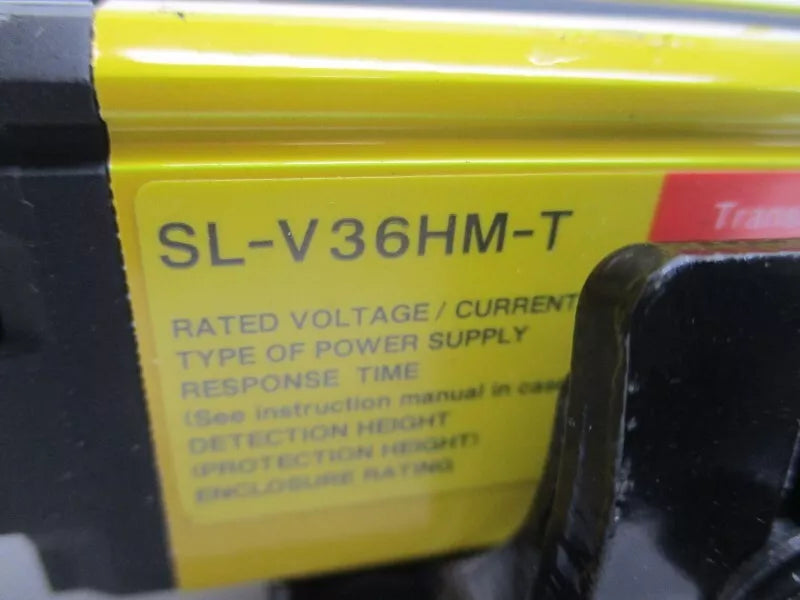 SL-V36HM-T
RATED VOLTAGE / CURRENT
TYPE OF POWER SUPPLY
RESPONSE TIME
(See instruction manual in case
DETECTION HEIGHT
(PROTECTION HEIGHT)
ENCLOSURE RATING
Trans